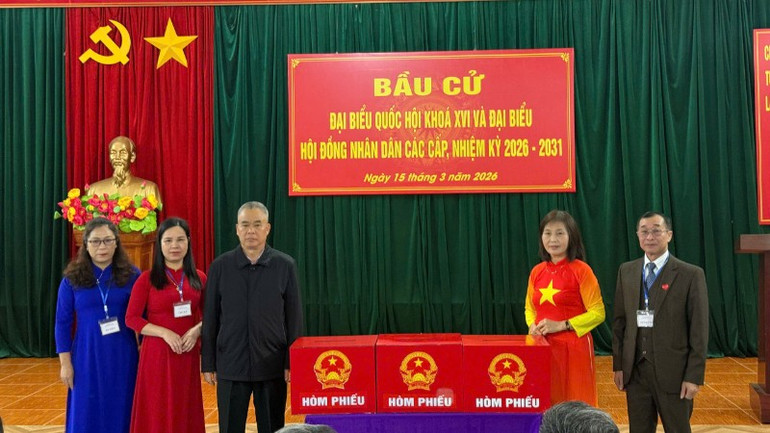 BẦU CỬ
ĐẠI BIỂU QUỐC HỘI KHOÁ XVI VÀ ĐẠI BIỂU
HỘI ĐỒNG NHÂN DÂN CÁC CẤP, NHIỆM KỲ 2026 - 2031
Ngày 15 tháng 3 năm 2026
HÒM PHIẾU
HÒM PHIẾU
HÒM PHIẾU